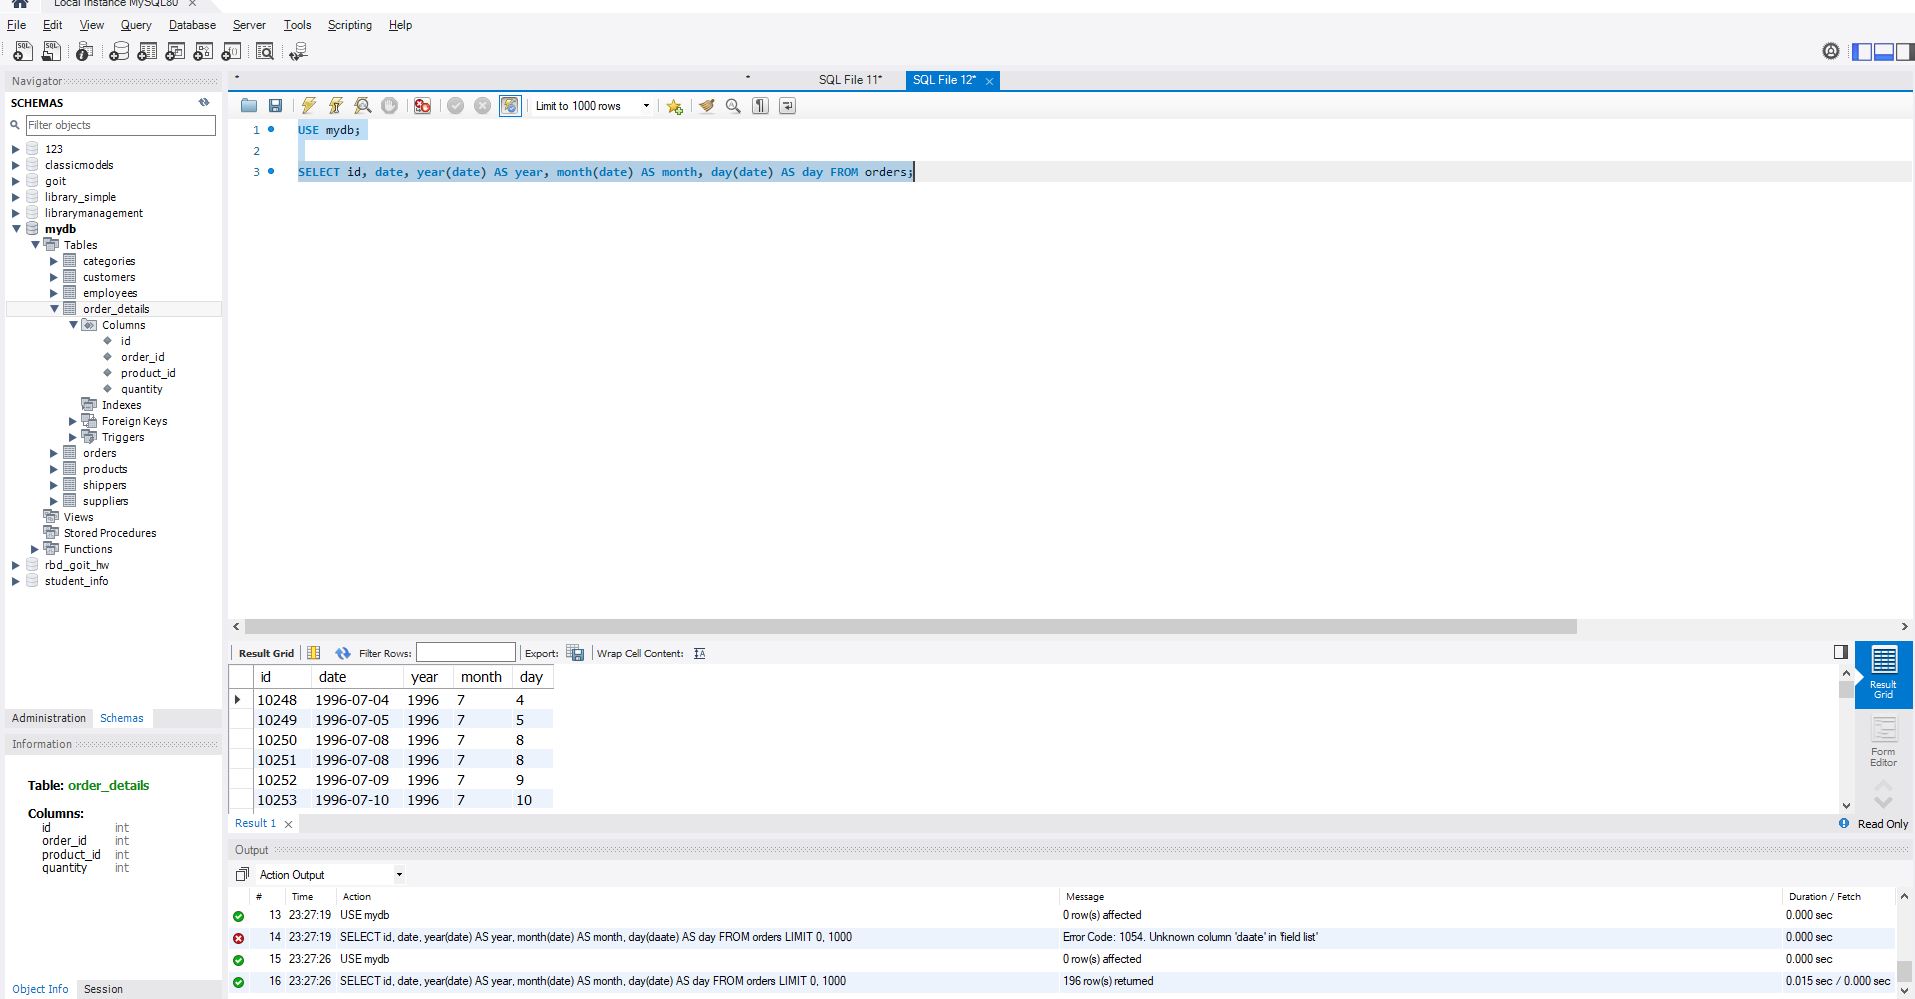 Local instance MySQL80 ×
File Edit View Query Database Server Tools Scripting Help
Navigator
* * SQL File 11* SQL File 12* ×
SCHEMAS
Limit to 1000 rows
Filter objects
1 USE mydb;
2
3 SELECT id, date, year(date) AS year, month(date) AS month, day(date) AS day FROM orders;
123
classicmodels
goit
library_simple
librarymanagement
mydb
Tables
categories
customers
employees
order_details
Columns
id
order_id
product_id
quantity
Indexes
Foreign Keys
Triggers
orders
products
shippers
suppliers
Views
Stored Procedures
Functions
rbd_goit_hw
student_info
Administration Schemas
Information
Table: order_details
Columns:
id int
order_id int
product_id int
quantity int
Object Info Session
Result Grid Filter Rows: Export: Wrap Cell Content:
id date year month day
10248 1996-07-04 1996 7 4
10249 1996-07-05 1996 7 5
10250 1996-07-08 1996 7 8
10251 1996-07-08 1996 7 8
10252 1996-07-09 1996 7 9
10253 1996-07-10 1996 7 10
Result
Grid
Form
Editor
Result 1 × Read Only
Output
Action Output
# Time Action Message Duration / Fetch
13 23:27:19 USE mydb 0 row(s) affected 0.000 sec
14 23:27:19 SELECT id, date, year(date) AS year, month(date) AS month, day(daate) AS day FROM orders LIMIT 0, 1000 Error Code: 1054. Unknown column 'daate' in 'field list' 0.000 sec
15 23:27:26 USE mydb 0 row(s) affected 0.000 sec
16 23:27:26 SELECT id, date, year(date) AS year, month(date) AS month, day(date) AS day FROM orders LIMIT 0, 1000 196 row(s) returned 0.015 sec / 0.000 sec